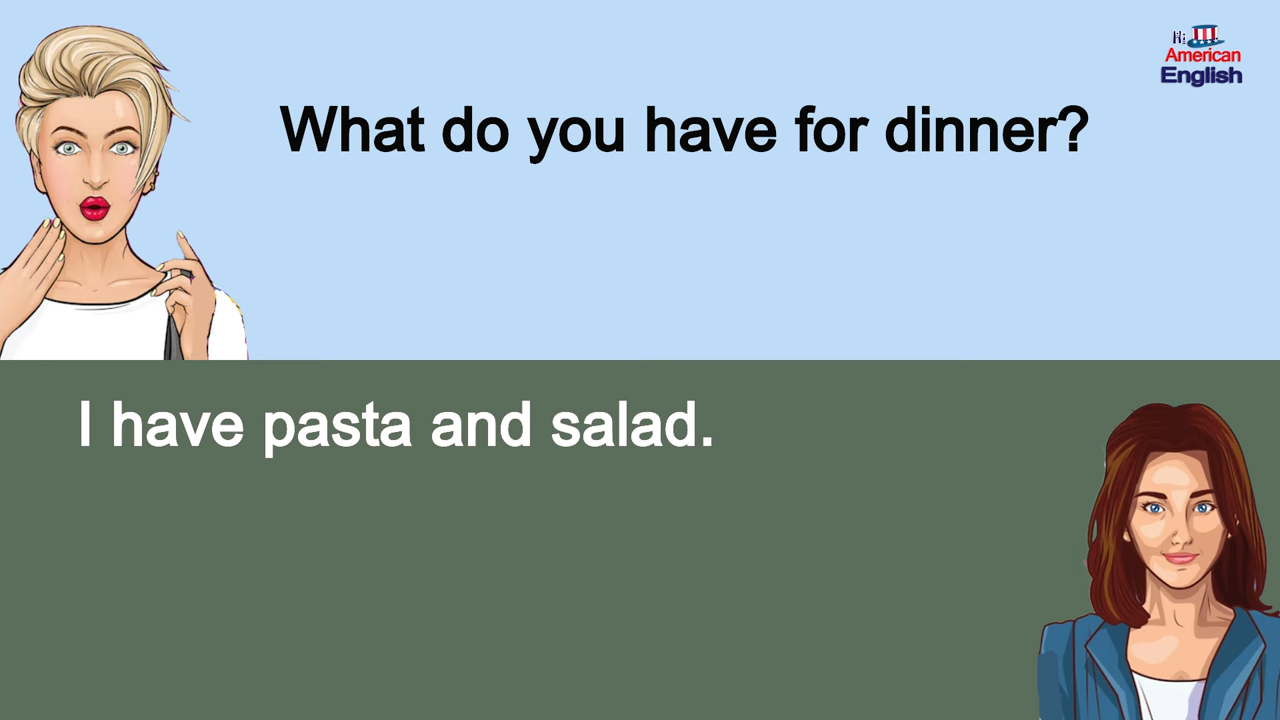 Hi
American
English
What do you have for dinner?
I have pasta and salad.